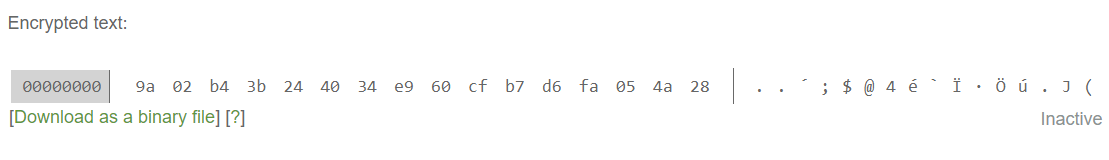 Encrypted text:
00000000 9a 02 b4 3b 24 40 34 e9 60 cf b7 d6 fa 05 4a 28 . . ´ ; $ @ 4 é ` Ï · Ö ú . J (
[Download as a binary file] [?] Inactive